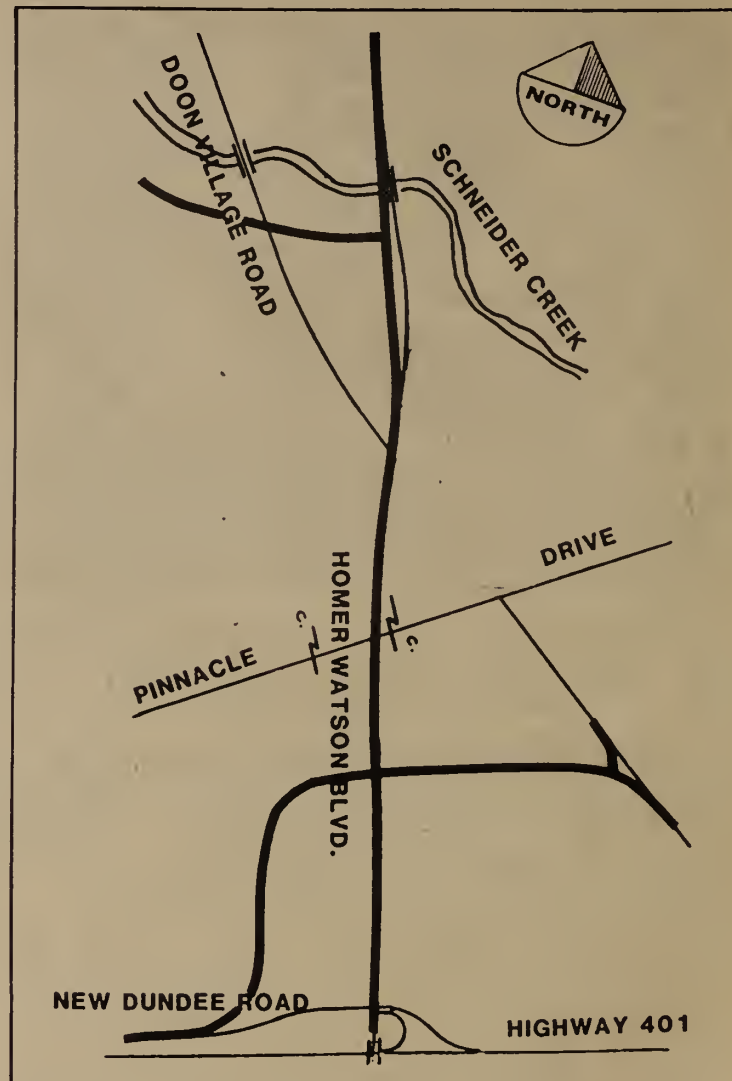 DOON VILLAGE ROAD
NORTH
SCHNEIDER CREEK
HOMER WATSON BLVD.
DRIVE
c.
c.
PINNACLE
NEW DUNDEE ROAD
HIGHWAY 401